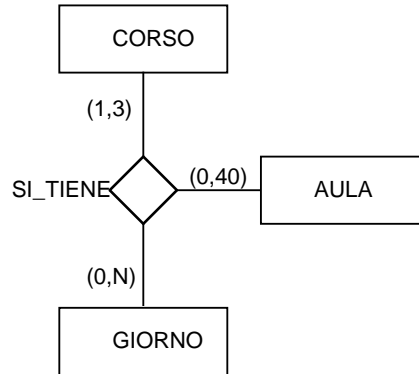 CORSO
(1,3)
SI_TIENE
(0,40)
AULA
(0,N)
GIORNO